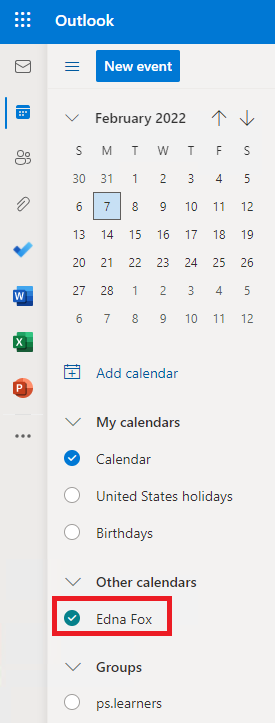 Outlook
New event
February 2022
S M T W T F S
30 31 1 2 3 4 5
6 7 8 9 10 11 12
13 14 15 16 17 18 19
20 21 22 23 24 25 26
27 28 1 2 3 4 5
6 7 8 9 10 11 12
Add calendar
My calendars
Calendar
United States holidays
Birthdays
Other calendars
Edna Fox
Groups
ps.learners